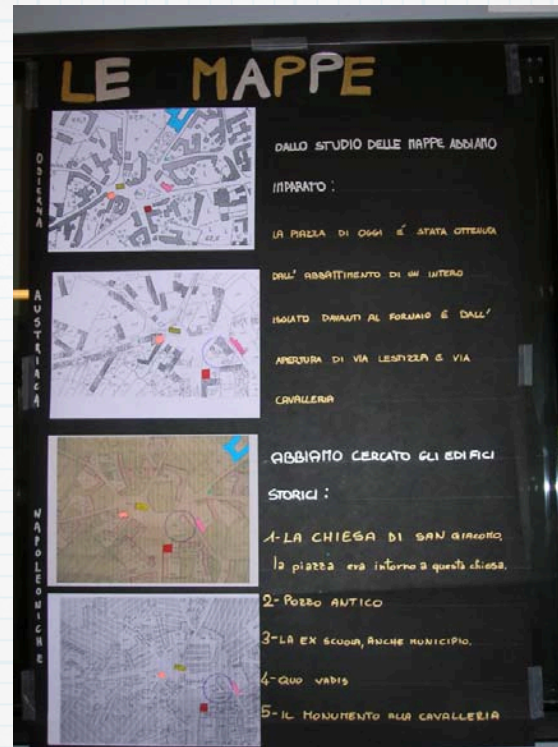 LE MAPPE
ODIERNA
AUSTRIACA
NAPOLEONICHE
DALLO STUDIO DELLE MAPPE ABBIAMO
IMPARATO:
LA PIAZZA DI OGGI E' STATA OTTENUTA
DALL' ABBATTIMENTO DI UN INTERO
ISOLATO DAVANTI AL FORNAIO E DALL'
APERTURA DI VIA LESTIZZA E VIA
CAVALLERIA
ABBIAMO CERCATO GLI EDIFICI
STORICI:
1-LA CHIESA DI SAN GIACOMO,
la piazza era intorno a questa chiesa.
2-POZZO ANTICO
3-LA EX SCUOLA, ANCHE MUNICIPIO.
4-QUO VADIS
5-IL MONUMENTO ALLA CAVALLERIA